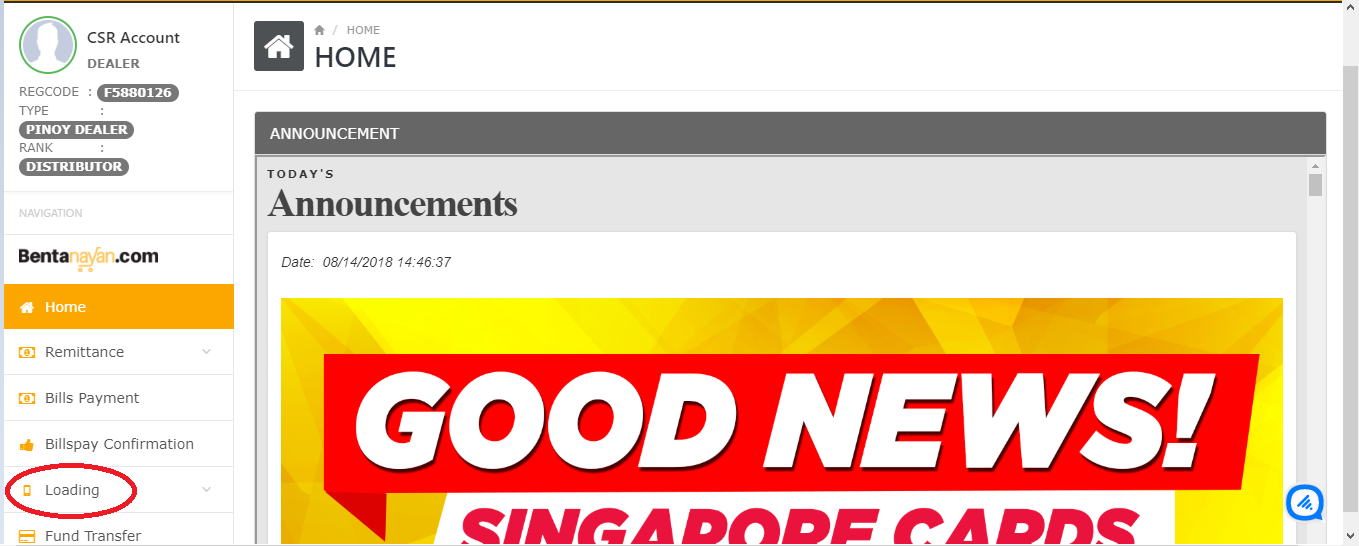 CSR Account
DEALER
REGCODE : F5880126
TYPE :
PINOY DEALER
RANK :
DISTRIBUTOR
NAVIGATION
Bentanayan.com
Home
Remittance
Bills Payment
Billspay Confirmation
Loading
Fund Transfer
/ HOME
HOME
ANNOUNCEMENT
TODAY'S
Announcements
Date: 08/14/2018 14:46:37
GOOD NEWS!
SINGAPORE CARDS